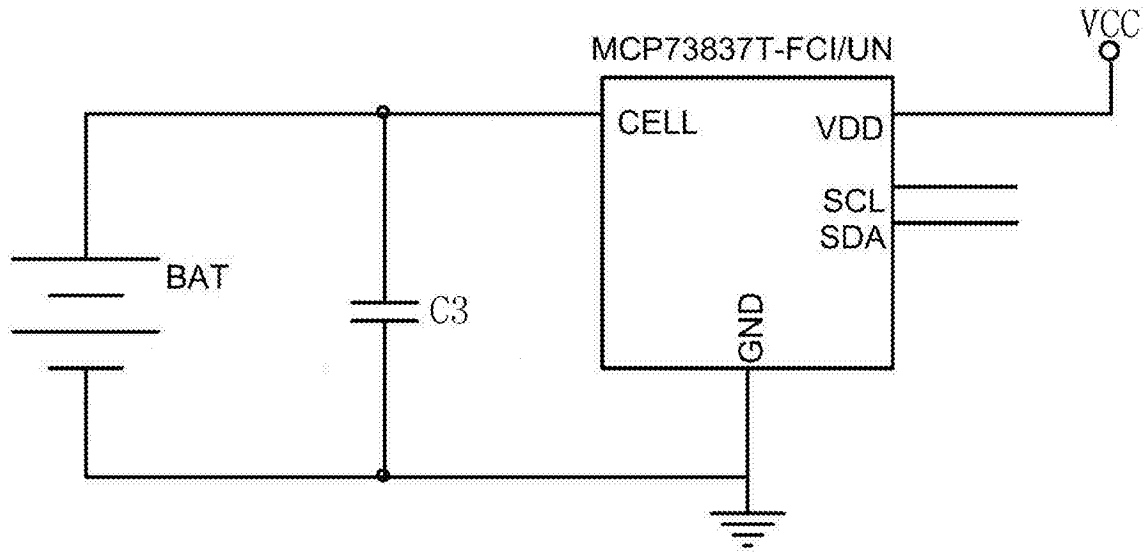 VCC
MCP73837T-FCI/UN
CELL
VDD
SCL
SDA
BAT
C3
GND